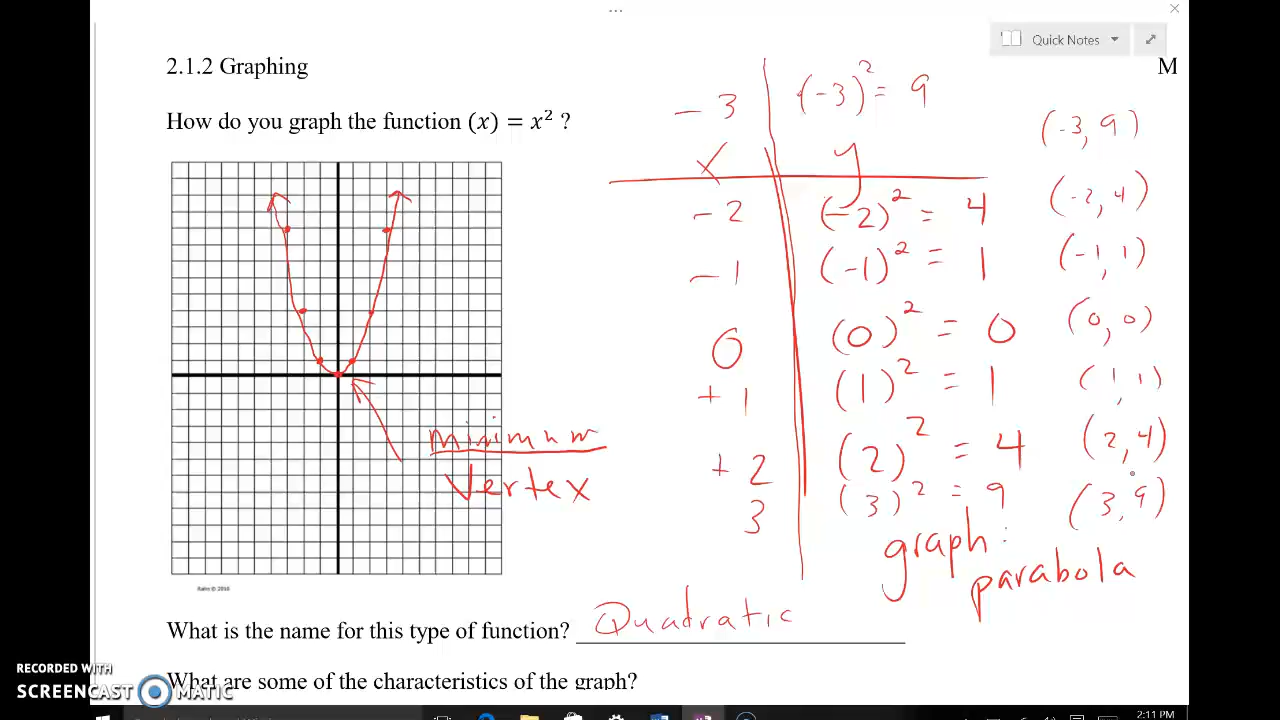 Quick Notes
2.1.2 Graphing
M
How do you graph the function (𝑥) = 𝑥² ?
-3 (-3)² = 9 (-3, 9)
x y
-2 (-2)² = 4 (-2, 4)
-1 (-1)² = 1 (-1, 1)
0 (0)² = 0 (0, 0)
+1 (1)² = 1 (1, 1)
+2 (2)² = 4 (2, 4)
3 (3)² = 9 (3, 9)
minimum
Vertex
graph:
parabola
What is the name for this type of function? Quadratic
What are some of the characteristics of the graph?
RECORDED WITH
SCREENCAST MATIC
2:11 PM